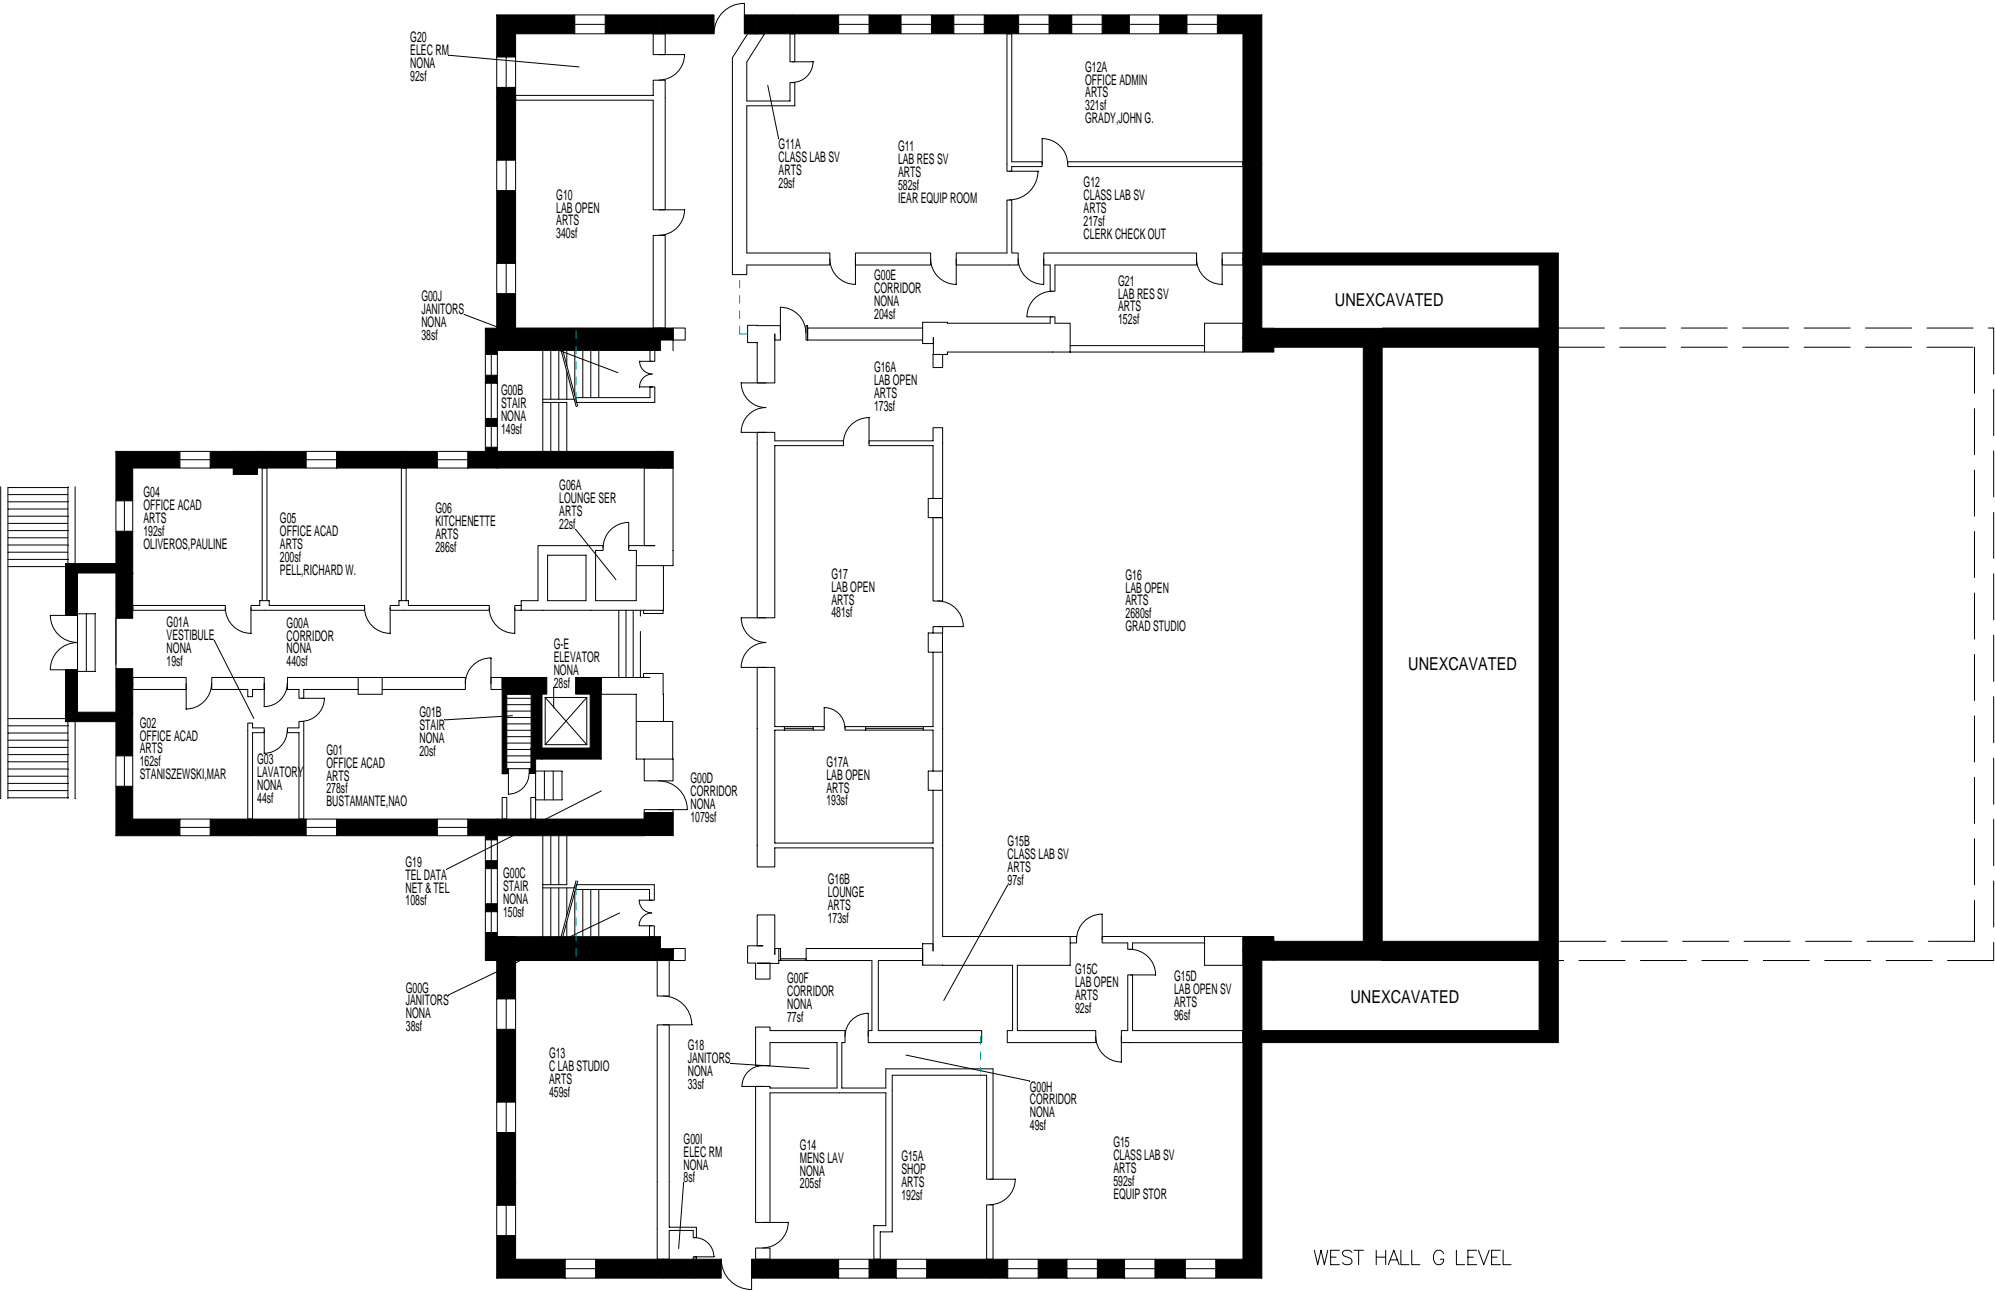 G20
ELEC RM
NONA
92sf
G12A
OFFICE ADMIN
ARTS
321sf
GRADY,JOHN G.
G11A
CLASS LAB SV
ARTS
29sf
G11
LAB RES SV
ARTS
582sf
IEAR EQUIP ROOM
G12
CLASS LAB SV
ARTS
217sf
CLERK CHECK OUT
G10
LAB OPEN
ARTS
340sf
G00J
JANITORS
NONA
38sf
G00E
CORRIDOR
NONA
204sf
G21
LAB RES SV
ARTS
152sf
UNEXCAVATED
G00B
STAIR
NONA
149sf
G16A
LAB OPEN
ARTS
173sf
G04
OFFICE ACAD
ARTS
192sf
OLIVEROS,PAULINE
G05
OFFICE ACAD
ARTS
200sf
PELL,RICHARD W.
G06
KITCHENETTE
ARTS
286sf
G06A
LOUNGE SER
ARTS
22sf
G17
LAB OPEN
ARTS
481sf
G16
LAB OPEN
ARTS
2680sf
GRAD STUDIO
G01A
VESTIBULE
NONA
19sf
G00A
CORRIDOR
NONA
440sf
G-E
ELEVATOR
NONA
28sf
UNEXCAVATED
G02
OFFICE ACAD
ARTS
162sf
STANISZEWSKI,MAR
G03
LAVATORY
NONA
44sf
G01
OFFICE ACAD
ARTS
278sf
BUSTAMANTE,NAO
G01B
STAIR
NONA
20sf
G00D
CORRIDOR
NONA
1079sf
G17A
LAB OPEN
ARTS
193sf
G19
TEL DATA
NET & TEL
108sf
G00C
STAIR
NONA
150sf
G16B
LOUNGE
ARTS
173sf
G15B
CLASS LAB SV
ARTS
97sf
G00G
JANITORS
NONA
38sf
G00F
CORRIDOR
NONA
77sf
G15C
LAB OPEN
ARTS
92sf
G15D
LAB OPEN SV
ARTS
96sf
UNEXCAVATED
G13
C LAB STUDIO
ARTS
459sf
G18
JANITORS
NONA
33sf
G00H
CORRIDOR
NONA
49sf
G00I
ELEC RM
NONA
8sf
G14
MENS LAV
NONA
205sf
G15A
SHOP
ARTS
192sf
G15
CLASS LAB SV
ARTS
592sf
EQUIP STOR
WEST HALL G LEVEL